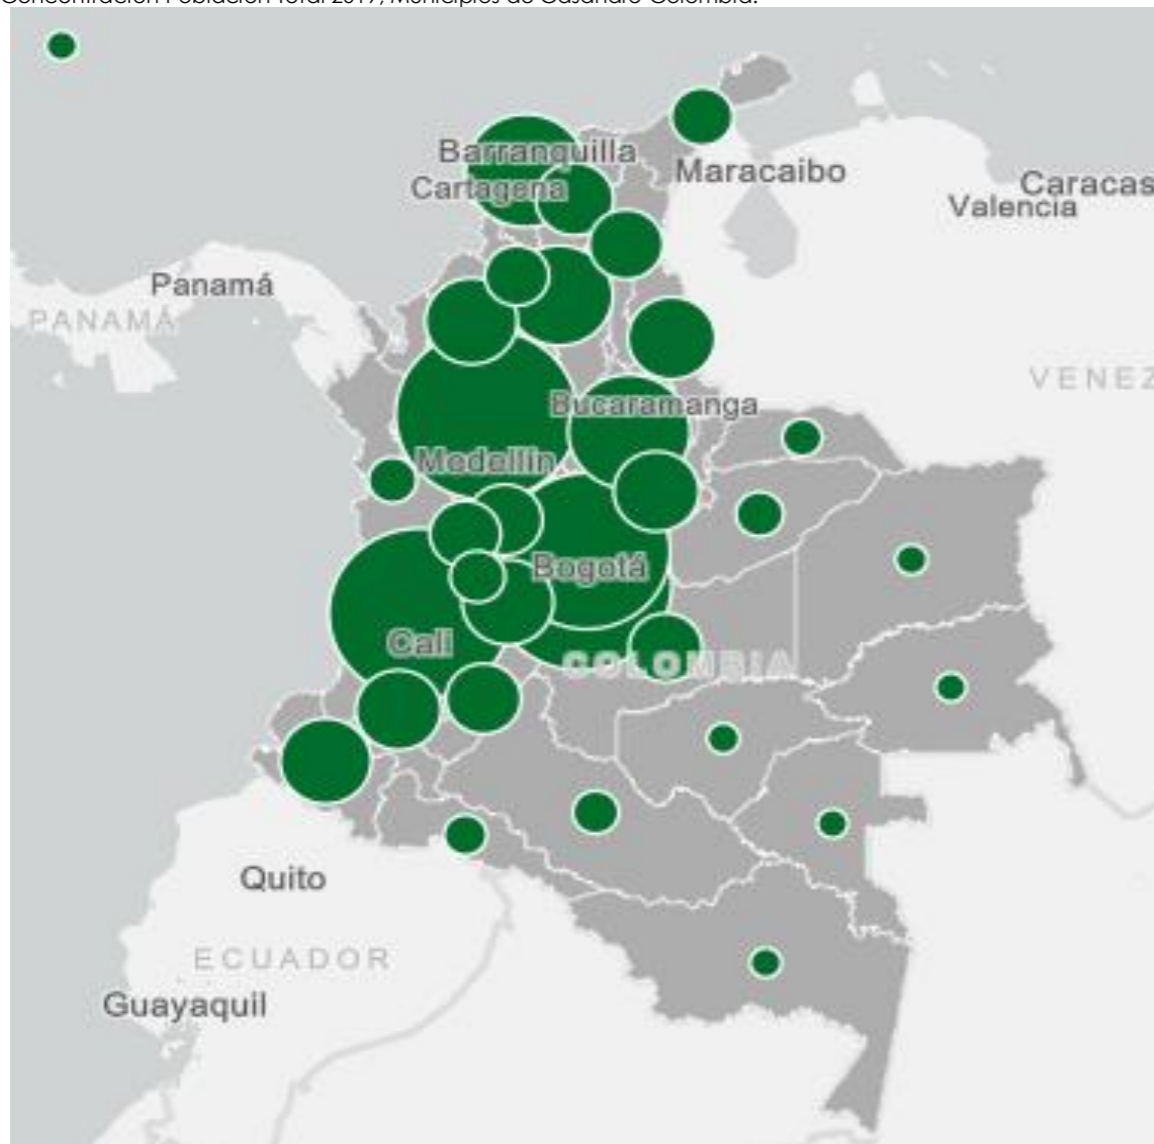 Concentración Población Total 2019, Municipios de Casanare Colombia.
Barranquilla
Cartagena
Maracaibo
Caracas
Valencia
Panamá
PANAMÁ
VENEZ
Bucaramanga
Medellín
Bogotá
Cali
COLOMBIA
Quito
ECUADOR
Guayaquil